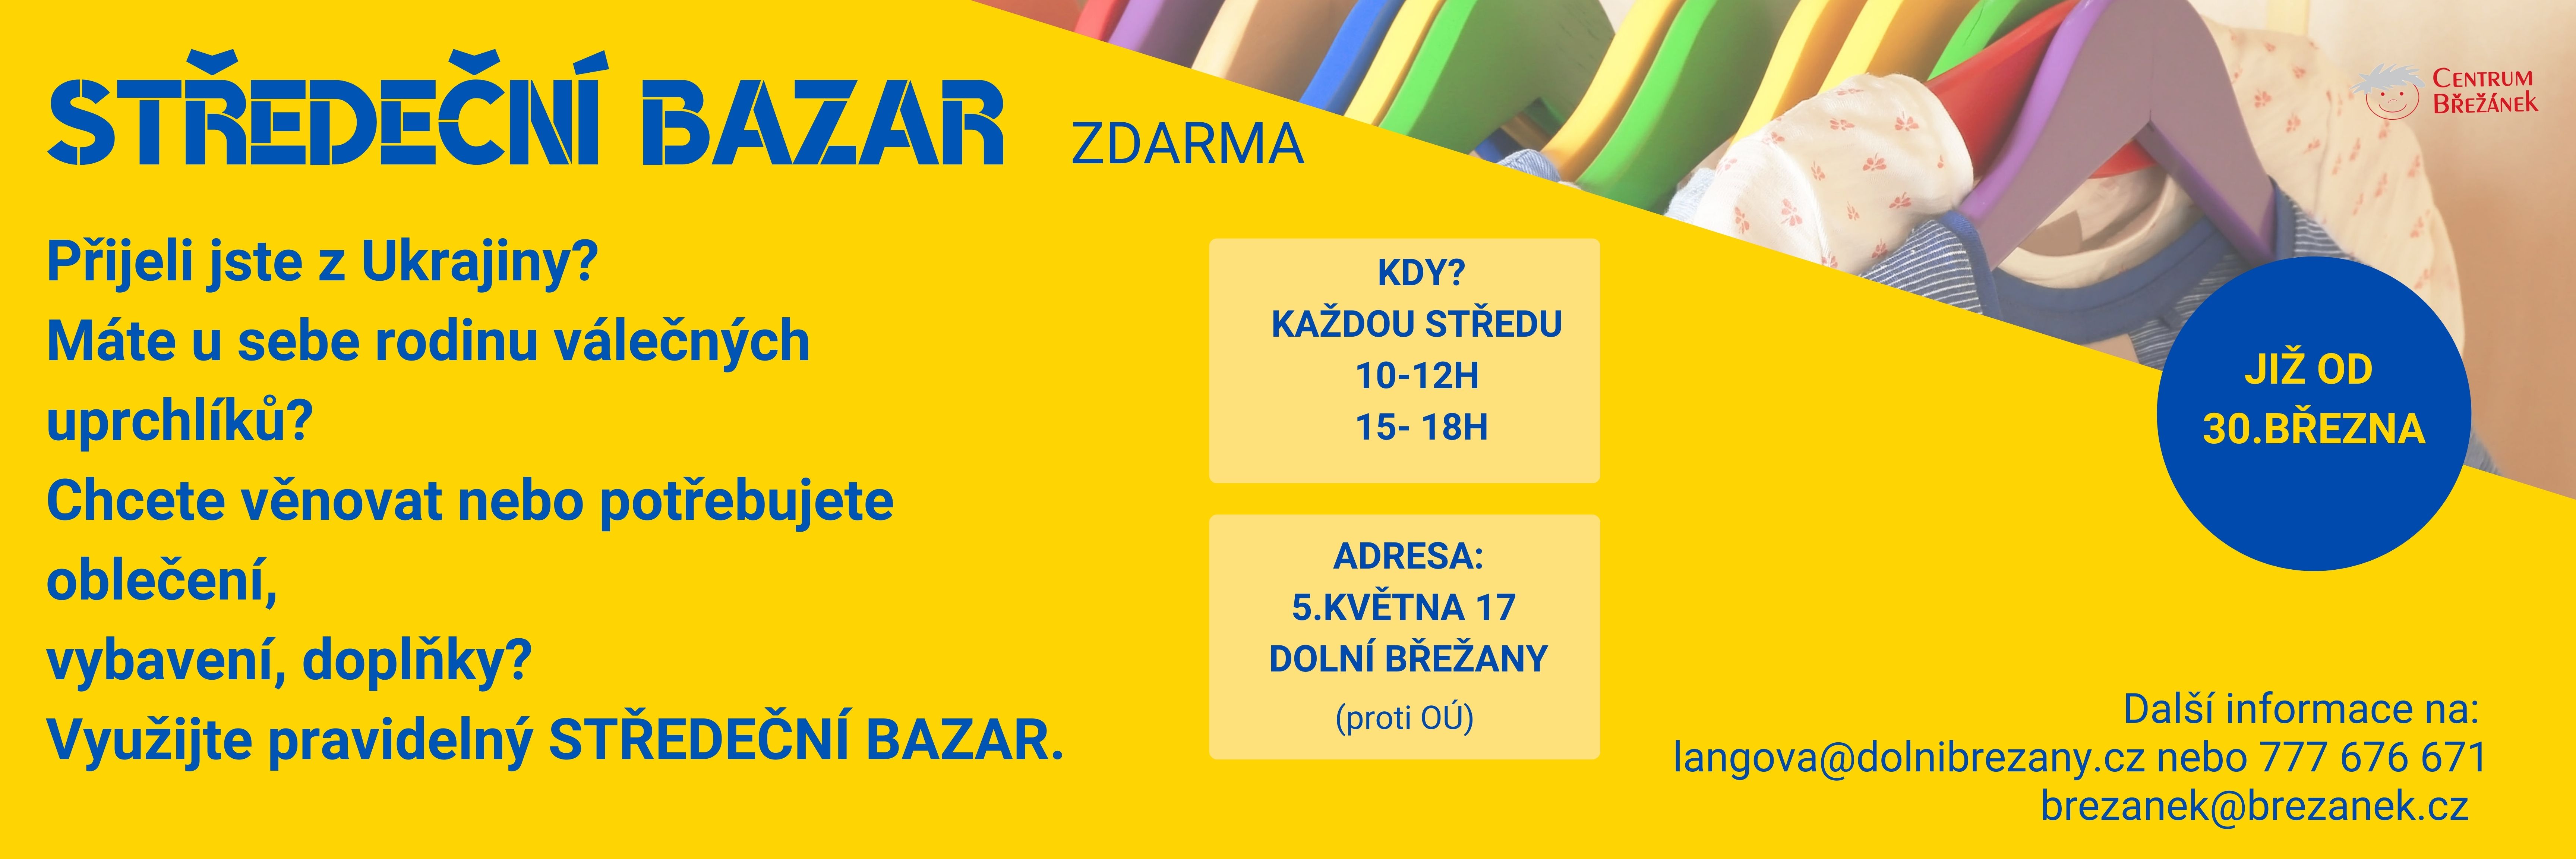 STŘEDEČNÍ BAZAR ZDARMA
CENTRUM
BŘEŽÁNEK
Přijeli jste z Ukrajiny?
Máte u sebe rodinu válečných
uprchlíků?
Chcete věnovat nebo potřebujete
oblečení,
vybavení, doplňky?
Využijte pravidelný STŘEDEČNÍ BAZAR.
KDY?
KAŽDOU STŘEDU
10-12H
15- 18H
ADRESA:
5.KVĚTNA 17
DOLNÍ BŘEŽANY
(proti OÚ)
JIŽ OD
30.BŘEZNA
Další informace na:
langova@dolnibrezany.cz nebo 777 676 671
brezanek@brezanek.cz